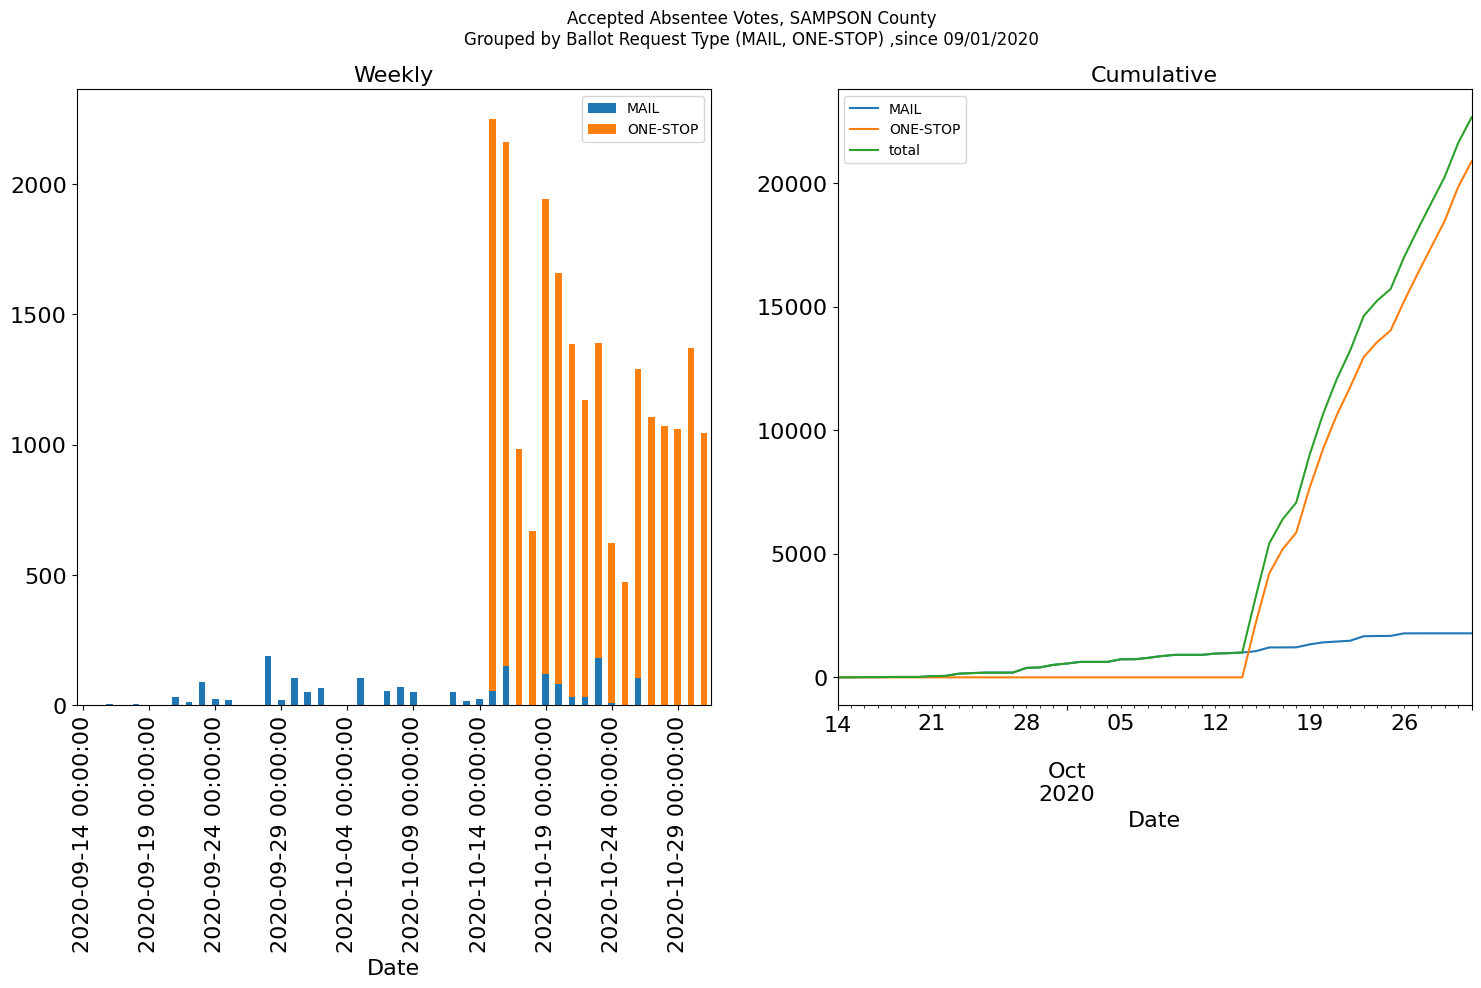 Accepted Absentee Votes, SAMPSON County
Grouped by Ballot Request Type (MAIL, ONE-STOP) ,since 09/01/2020
Weekly
MAIL
ONE-STOP
2000
1500
1000
500
0
2020-09-14 00:00:00
2020-09-19 00:00:00
2020-09-24 00:00:00
2020-09-29 00:00:00
2020-10-04 00:00:00
2020-10-09 00:00:00
2020-10-14 00:00:00
2020-10-19 00:00:00
2020-10-24 00:00:00
2020-10-29 00:00:00
Date
Cumulative
MAIL
ONE-STOP
total
20000
15000
10000
5000
0
14 21 28 05 12 19 26
Oct
2020
Date